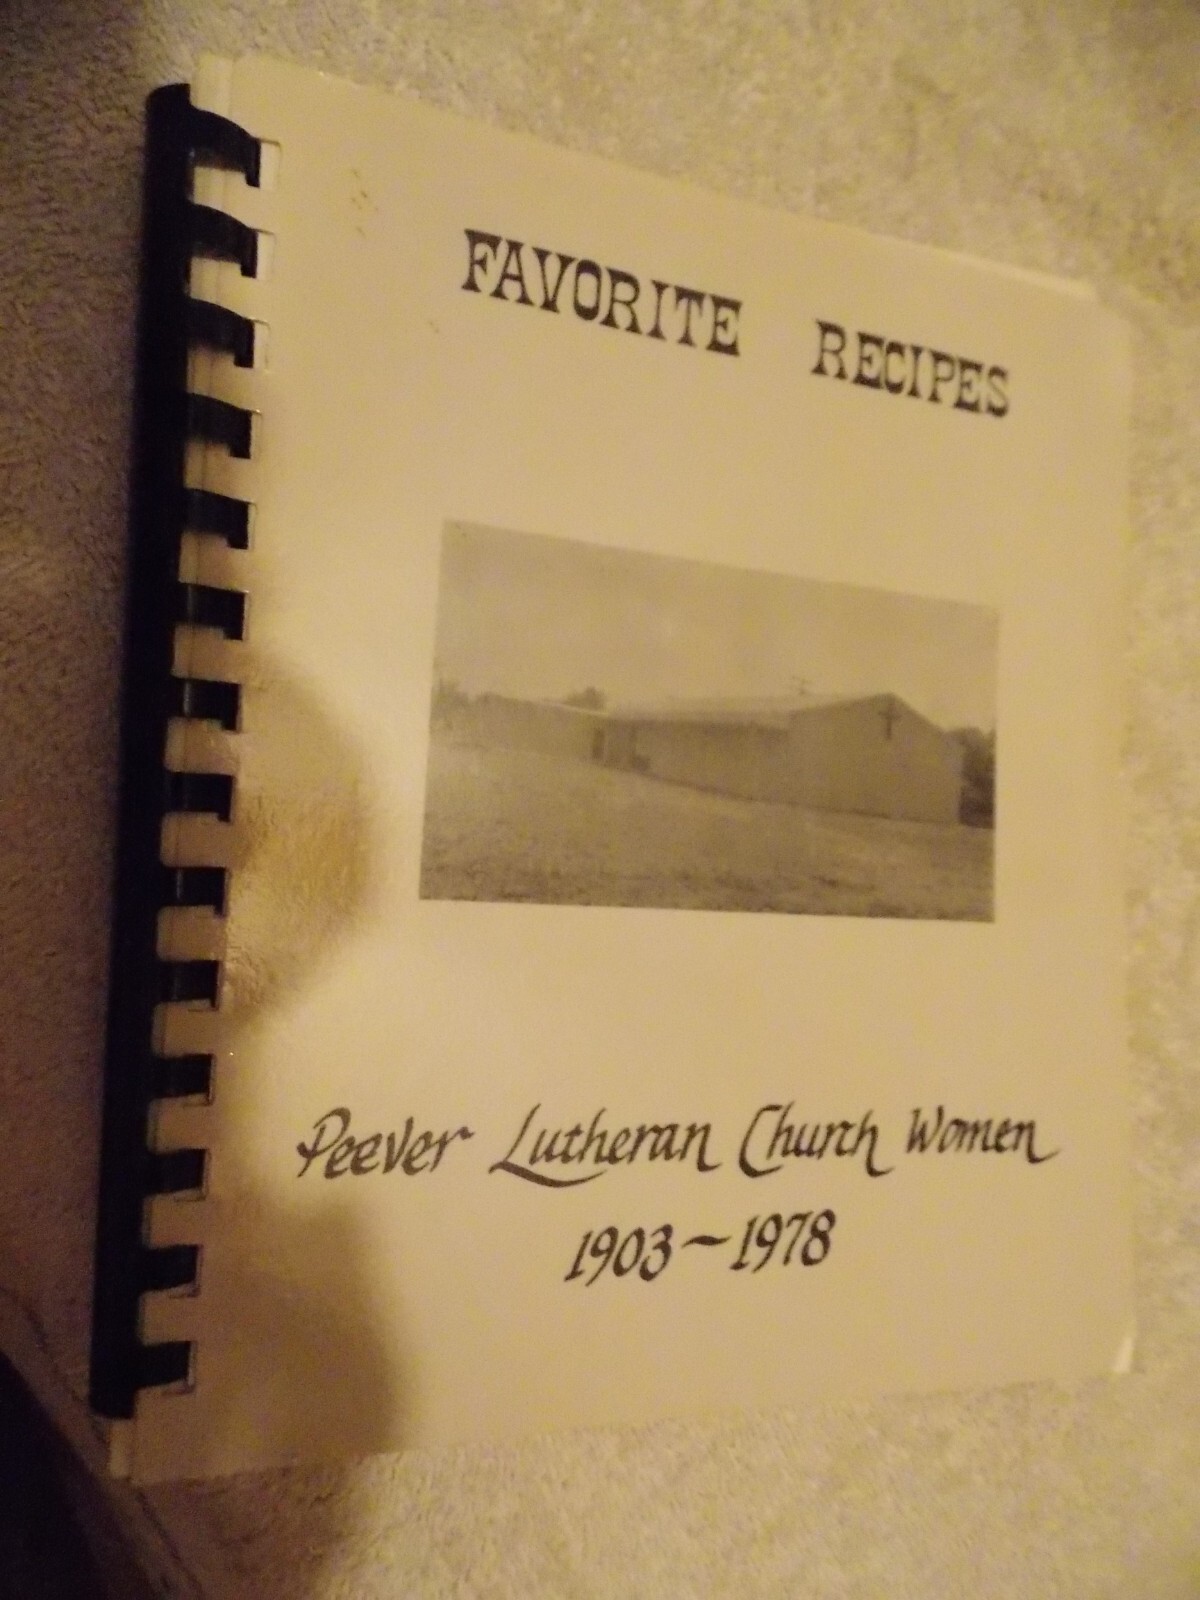 FAVORITE RECIPES
Peever Lutheran Church Women
1903~1978